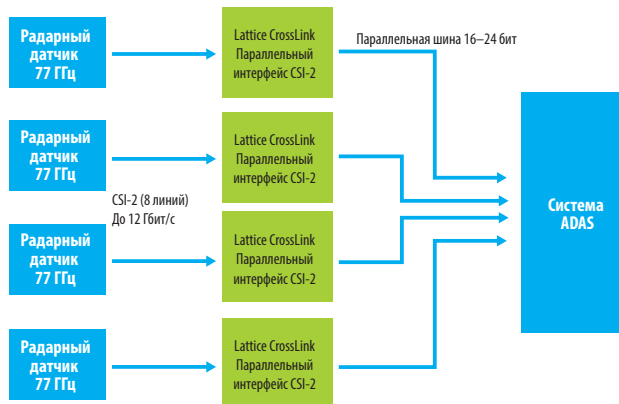 Радарный
датчик
77 ГГц
Lattice CrossLink
Параллельный
интерфейс CSI-2
Параллельная шина 16–24 бит
Радарный
датчик
77 ГГц
Lattice CrossLink
Параллельный
интерфейс CSI-2
CSI-2 (8 линий)
До 12 Гбит/с
Система
ADAS
Радарный
датчик
77 ГГц
Lattice CrossLink
Параллельный
интерфейс CSI-2
Радарный
датчик
77 ГГц
Lattice CrossLink
Параллельный
интерфейс CSI-2